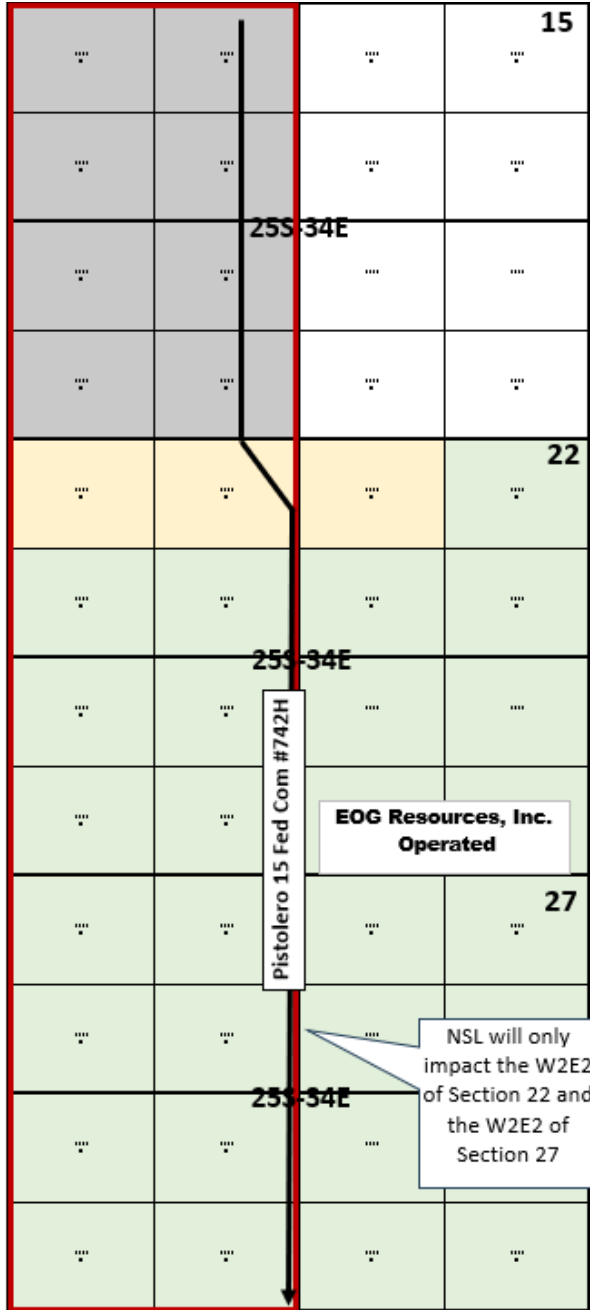 15
25S-34E
22
25S-34E
Pistolero 15 Fed Com #742H
EOG Resources, Inc.
Operated
27
NSL will only
impact the W2E2
of Section 22 and
the W2E2 of
Section 27
25S-34E